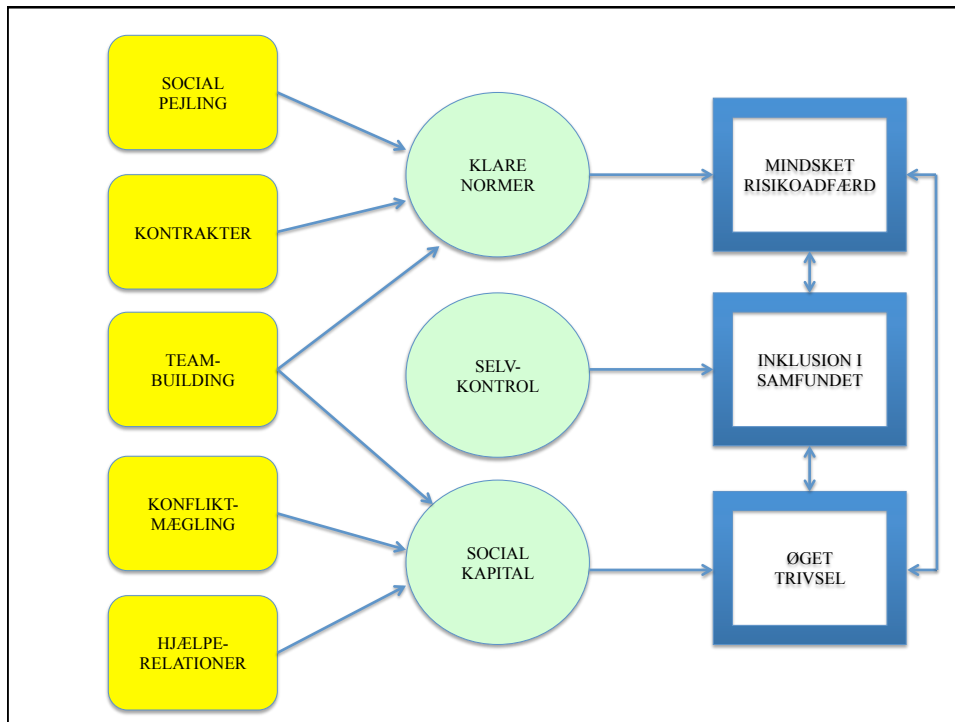 SOCIAL
PEJLING
KONTRAKTER
TEAM-
BUILDING
KONFLIKT-
MÆGLING
HJÆLPE-
RELATIONER
KLARE
NORMER
SELV-
KONTROL
SOCIAL
KAPITAL
MINDSKET
RISIKOADFÆRD
INKLUSION I
SAMFUNDET
ØGET
TRIVSEL